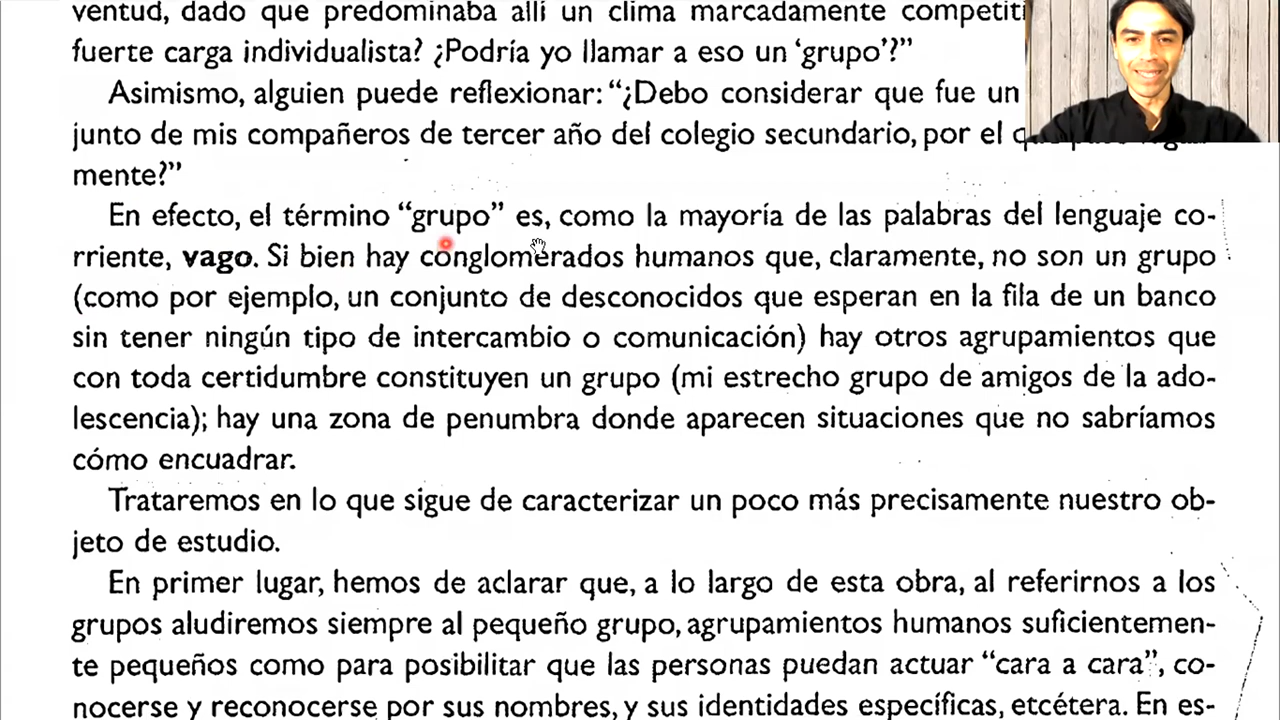 ventud, dado que predominaba allí un clima marcadamente competiti
fuerte carga individualista? ¿Podría yo llamar a eso un ‘grupo’?”
Asimismo, alguien puede reflexionar: “¿Debo considerar que fue un
junto de mis compañeros de tercer año del colegio secundario, por el
mente?”
En efecto, el término “grupo” es, como la mayoría de las palabras del lenguaje co-
rriente, vago. Si bien hay conglomerados humanos que, claramente, no son un grupo
(como por ejemplo, un conjunto de desconocidos que esperan en la fila de un banco
sin tener ningún tipo de intercambio o comunicación) hay otros agrupamientos que
con toda certidumbre constituyen un grupo (mi estrecho grupo de amigos de la ado-
lescencia); hay una zona de penumbra donde aparecen situaciones que no sabríamos
cómo encuadrar.
Trataremos en lo que sigue de caracterizar un poco más precisamente nuestro ob-
jeto de estudio.
En primer lugar, hemos de aclarar que, a lo largo de esta obra, al referirnos a los
grupos aludiremos siempre al pequeño grupo, agrupamientos humanos suficientemen-
te pequeños como para posibilitar que las personas puedan actuar “cara a cara”, co-
nocerse y reconocerse por sus nombres, y sus identidades específicas, etcétera. En es-